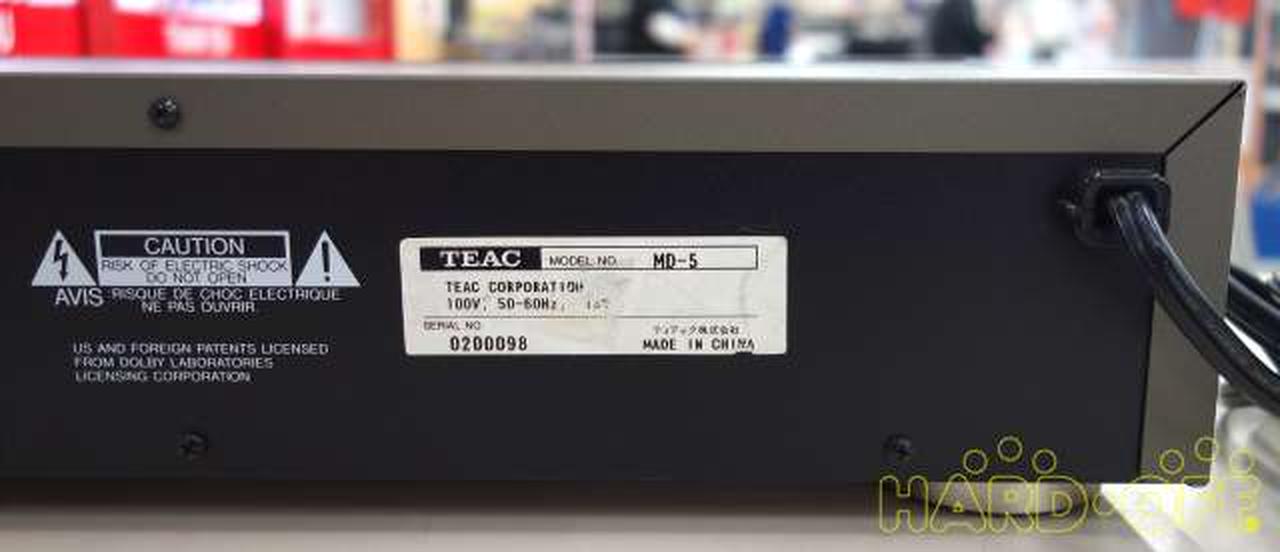 CAUTION
RISK OF ELECTRIC SHOCK
DO NOT OPEN
AVIS RISQUE DE CHOC ELECTRIQUE
NE PAS OUVRIR.
US AND FOREIGN PATENTS LICENSED
FROM DOLBY LABORATORIES
LICENSING CORPORATION
TEAC MODEL NO. MD-5
TEAC CORPORATION
100V, 50-60Hz,
SERIAL NO.
0200098
ティアック株式会社
MADE IN CHINA
HARD・OFF